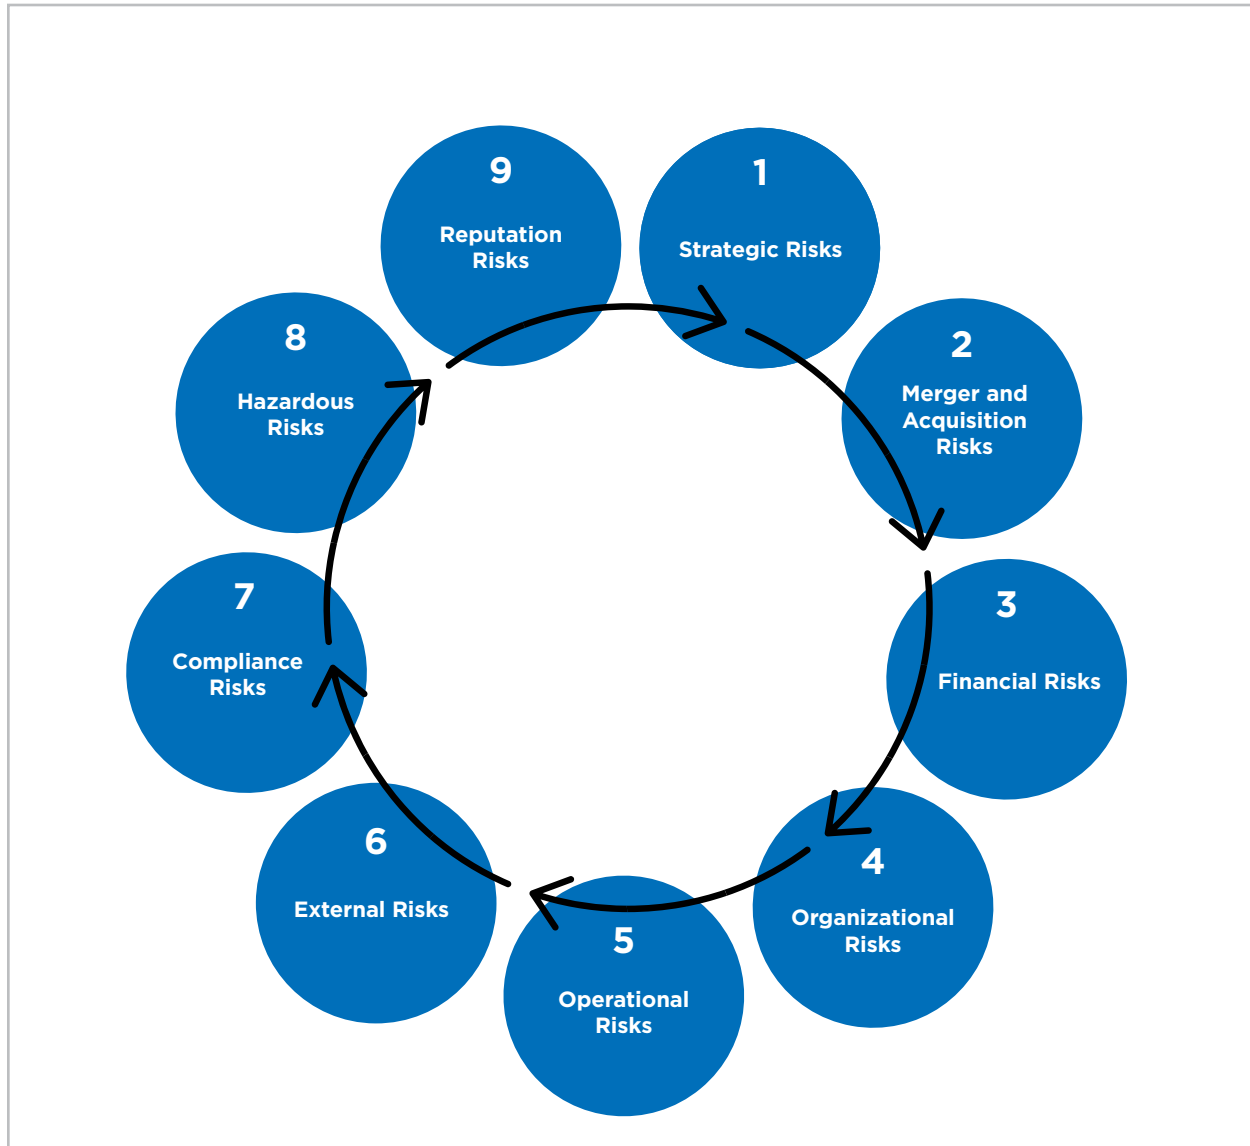 1
Strategic Risks
2
Merger and
Acquisition
Risks
3
Financial Risks
4
Organizational
Risks
5
Operational
Risks
6
External Risks
7
Compliance
Risks
8
Hazardous
Risks
9
Reputation
Risks